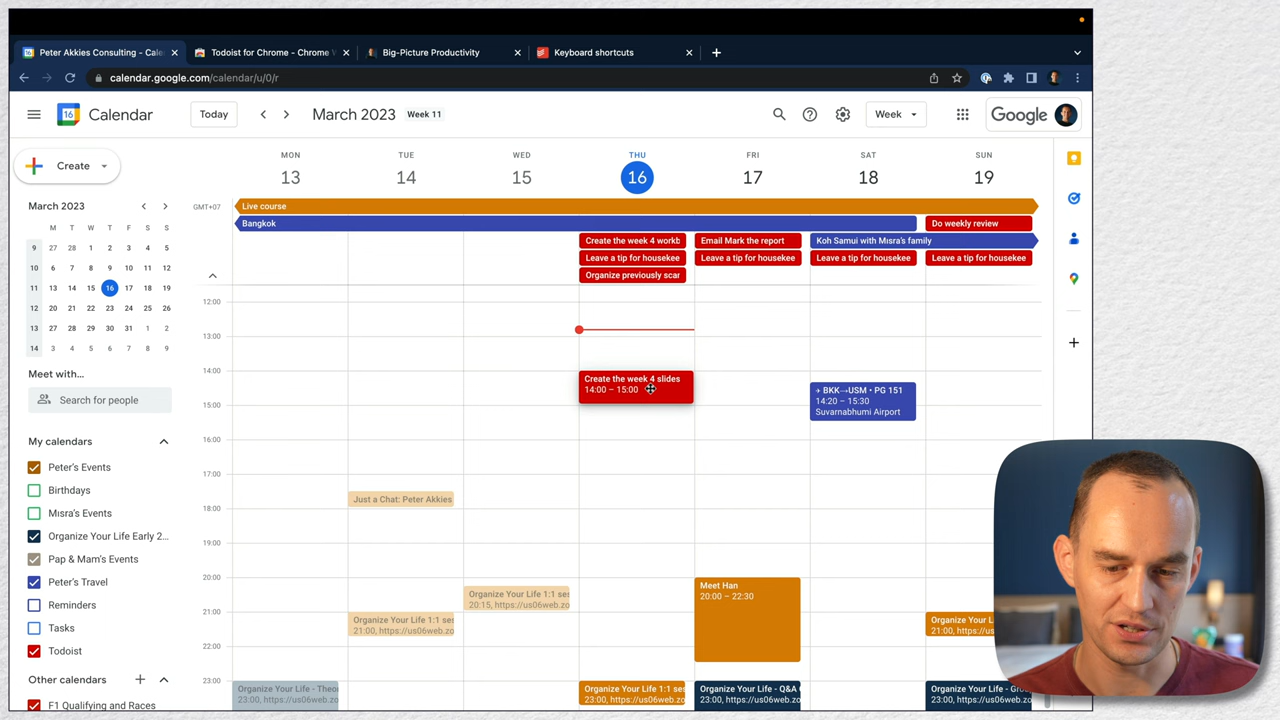 Peter Akkies Consulting - Cale
Todoist for Chrome - Chrome W
Big-Picture Productivity
Keyboard shortcuts
calendar.google.com/calendar/u/0/r
16
Calendar
Today
March 2023
Week 11
Week
Google
Create
MON
TUE
WED
THU
FRI
SAT
SUN
13
14
15
16
17
18
19
GMT+07
Live course
Bangkok
Do weekly review
Create the week 4 workb
Email Mark the report
Koh Samui with Mısra's family
Leave a tip for housekee
Leave a tip for housekee
Leave a tip for housekee
Leave a tip for housekee
Organize previously scar
March 2023
M T W T F S S
9 27 28 1 2 3 4 5
10 6 7 8 9 10 11 12
11 13 14 15 16 17 18 19
12 20 21 22 23 24 25 26
13 27 28 29 30 31 1 2
14 3 4 5 6 7 8 9
Meet with...
Search for people
My calendars
Peter's Events
Birthdays
Mısra's Events
Organize Your Life Early 2...
Pap & Mam's Events
Peter's Travel
Reminders
Tasks
Todoist
Other calendars
1 Qualifying and Races
12:00
13:00
14:00
15:00
16:00
17:00
18:00
19:00
20:00
21:00
22:00
23:00
Create the week 4 slides
14:00 – 15:00
BKK→USM • PG 151
14:20 – 15:30
Suvarnabhumi Airport
Just a Chat: Peter Akkies
Organize Your Life 1:1 ses
20:15, https://us06web.zo
Organize Your Life 1:1 ses
21:00, https://us06web.zo
Meet Han
20:00 – 22:30
Organize Your L
21:00, https://us
Organize Your Life - Theo
23:00, https://us06web.zo
Organize Your Life 1:1 ses
23:00, https://us06web.zo
Organize Your Life - Q&A
23:00, https://us06web.zo
Organize Your Life - Gro
23:00, https://us06web.zo